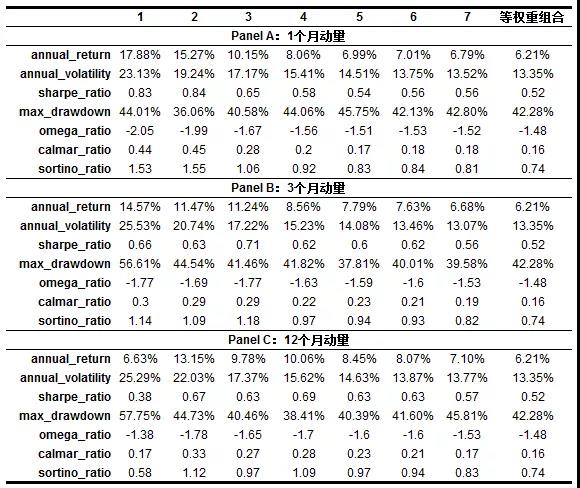 1 2 3 4 5 6 7 等权重组合
Panel A：1个月动量
annual_return 17.88% 15.27% 10.15% 8.06% 6.99% 7.01% 6.79% 6.21%
annual_volatility 23.13% 19.24% 17.17% 15.41% 14.51% 13.75% 13.52% 13.35%
sharpe_ratio 0.83 0.84 0.65 0.58 0.54 0.56 0.56 0.52
max_drawdown 44.01% 36.06% 40.58% 44.06% 45.75% 42.13% 42.80% 42.28%
omega_ratio -2.05 -1.99 -1.67 -1.56 -1.51 -1.53 -1.52 -1.48
calmar_ratio 0.44 0.45 0.28 0.2 0.17 0.18 0.18 0.16
sortino_ratio 1.53 1.55 1.06 0.92 0.83 0.84 0.81 0.74
Panel B：3个月动量
annual_return 14.57% 11.47% 11.24% 8.56% 7.79% 7.63% 6.68% 6.21%
annual_volatility 25.53% 20.74% 17.22% 15.23% 14.08% 13.46% 13.07% 13.35%
sharpe_ratio 0.66 0.63 0.71 0.62 0.6 0.62 0.56 0.52
max_drawdown 56.61% 44.54% 41.46% 41.82% 37.81% 40.01% 39.58% 42.28%
omega_ratio -1.77 -1.69 -1.77 -1.63 -1.59 -1.6 -1.53 -1.48
calmar_ratio 0.3 0.29 0.29 0.22 0.23 0.21 0.19 0.16
sortino_ratio 1.14 1.09 1.18 0.97 0.94 0.93 0.82 0.74
Panel C：12个月动量
annual_return 6.63% 13.15% 9.78% 10.06% 8.45% 8.07% 7.10% 6.21%
annual_volatility 25.29% 22.03% 17.37% 15.62% 14.63% 13.87% 13.77% 13.35%
sharpe_ratio 0.38 0.67 0.63 0.69 0.63 0.63 0.57 0.52
max_drawdown 57.75% 44.73% 40.46% 38.41% 40.39% 41.60% 45.81% 42.28%
omega_ratio -1.38 -1.78 -1.65 -1.7 -1.6 -1.6 -1.53 -1.48
calmar_ratio 0.17 0.33 0.27 0.28 0.23 0.21 0.17 0.16
sortino_ratio 0.58 1.12 0.97 1.09 0.97 0.94 0.83 0.74